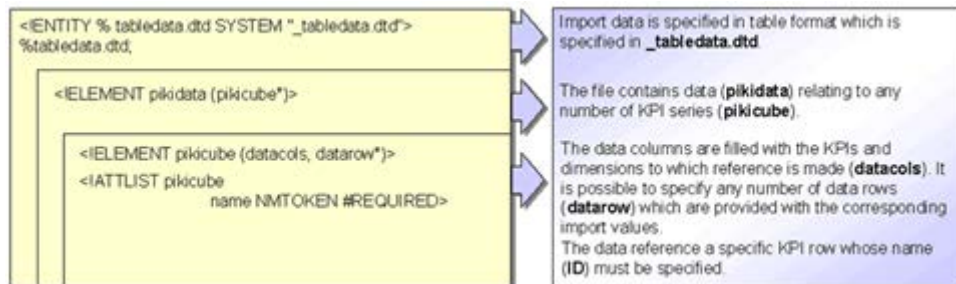 <!ENTITY % tabledata.dtd SYSTEM "_tabledata.dtd">
%tabledata.dtd;
<!ELEMENT pikidata (pikicube*)>
<!ELEMENT pikicube (datacols, datarow*)>
<!ATTLIST pikicube
name NMTOKEN #REQUIRED>
Import data is specified in table format which is
specified in _tabledata.dtd.
The file contains data (pikidata) relating to any
number of KPI series (pikicube).
The data columns are filled with the KPIs and
dimensions to which reference is made (datacols). It
is possible to specify any number of data rows
(datarow) which are provided with the corresponding
import values.
The data reference a specific KPI row whose name
(ID) must be specified.